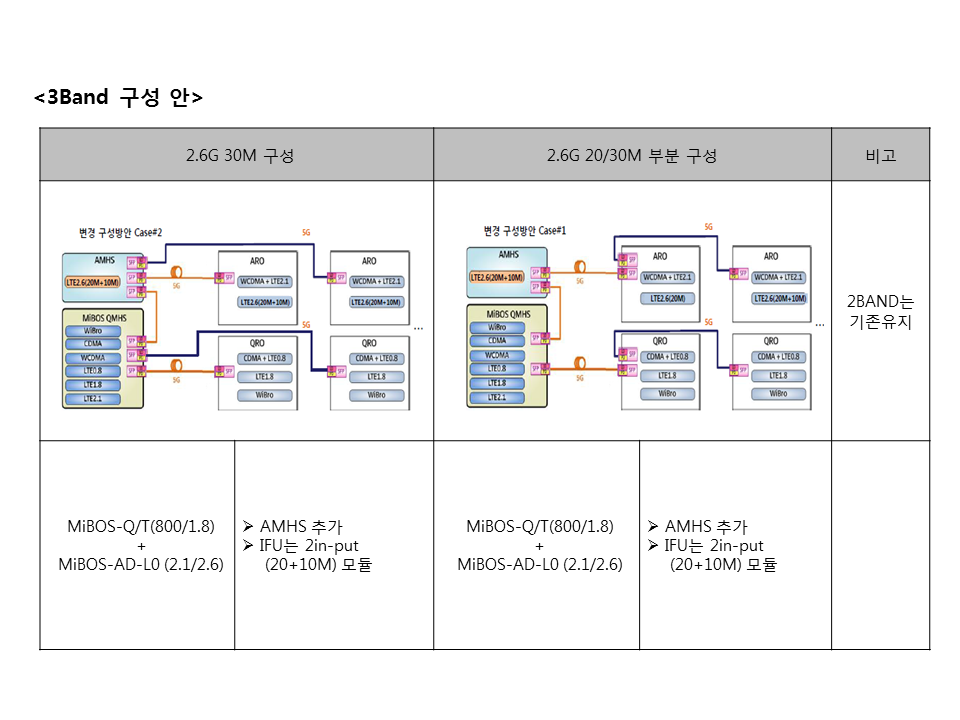 <3Band 구성 안>
2.6G 30M 구성
2.6G 20/30M 부분 구성
비고
변경 구성방안 Case#2
5G
AMHS
SFP
LTE2.6(20M+10M)
SFP
SFP
5G
MiBOS QMHS
WiBro
CDMA
SFP
WCDMA
SFP
LTE0.8
SFP
LTE1.8
LTE2.1
5G
5G
ARO
SFP
WCDMA + LTE2.1
LTE2.6(20M+10M)
ARO
SFP
WCDMA + LTE2.1
LTE2.6(20M+10M)
QRO
CDMA + LTE0.8
SFP
LTE1.8
WiBro
QRO
CDMA + LTE0.8
SFP
LTE1.8
WiBro
...
변경 구성방안 Case#1
5G
AMHS
LTE2.6(20M+10M)
SFP
SFP
5G
MiBOS QMHS
WiBro
CDMA
SFP
WCDMA
LTE0.8
SFP
LTE1.8
LTE2.1
5G
5G
ARO
SFP
SFP
WCDMA + LTE2.1
LTE2.6(20M)
ARO
SFP
WCDMA + LTE2.1
LTE2.6(20M+10M)
QRO
SFP
CDMA + LTE0.8
SFP
LTE1.8
WiBro
QRO
CDMA + LTE0.8
SFP
LTE1.8
WiBro
...
2BAND는
기존유지
MiBOS-Q/T(800/1.8)
+
MiBOS-AD-L0 (2.1/2.6)
➢ AMHS 추가
➢ IFU는 2in-put
(20+10M) 모듈
MiBOS-Q/T(800/1.8)
+
MiBOS-AD-L0 (2.1/2.6)
➢ AMHS 추가
➢ IFU는 2in-put
(20+10M) 모듈